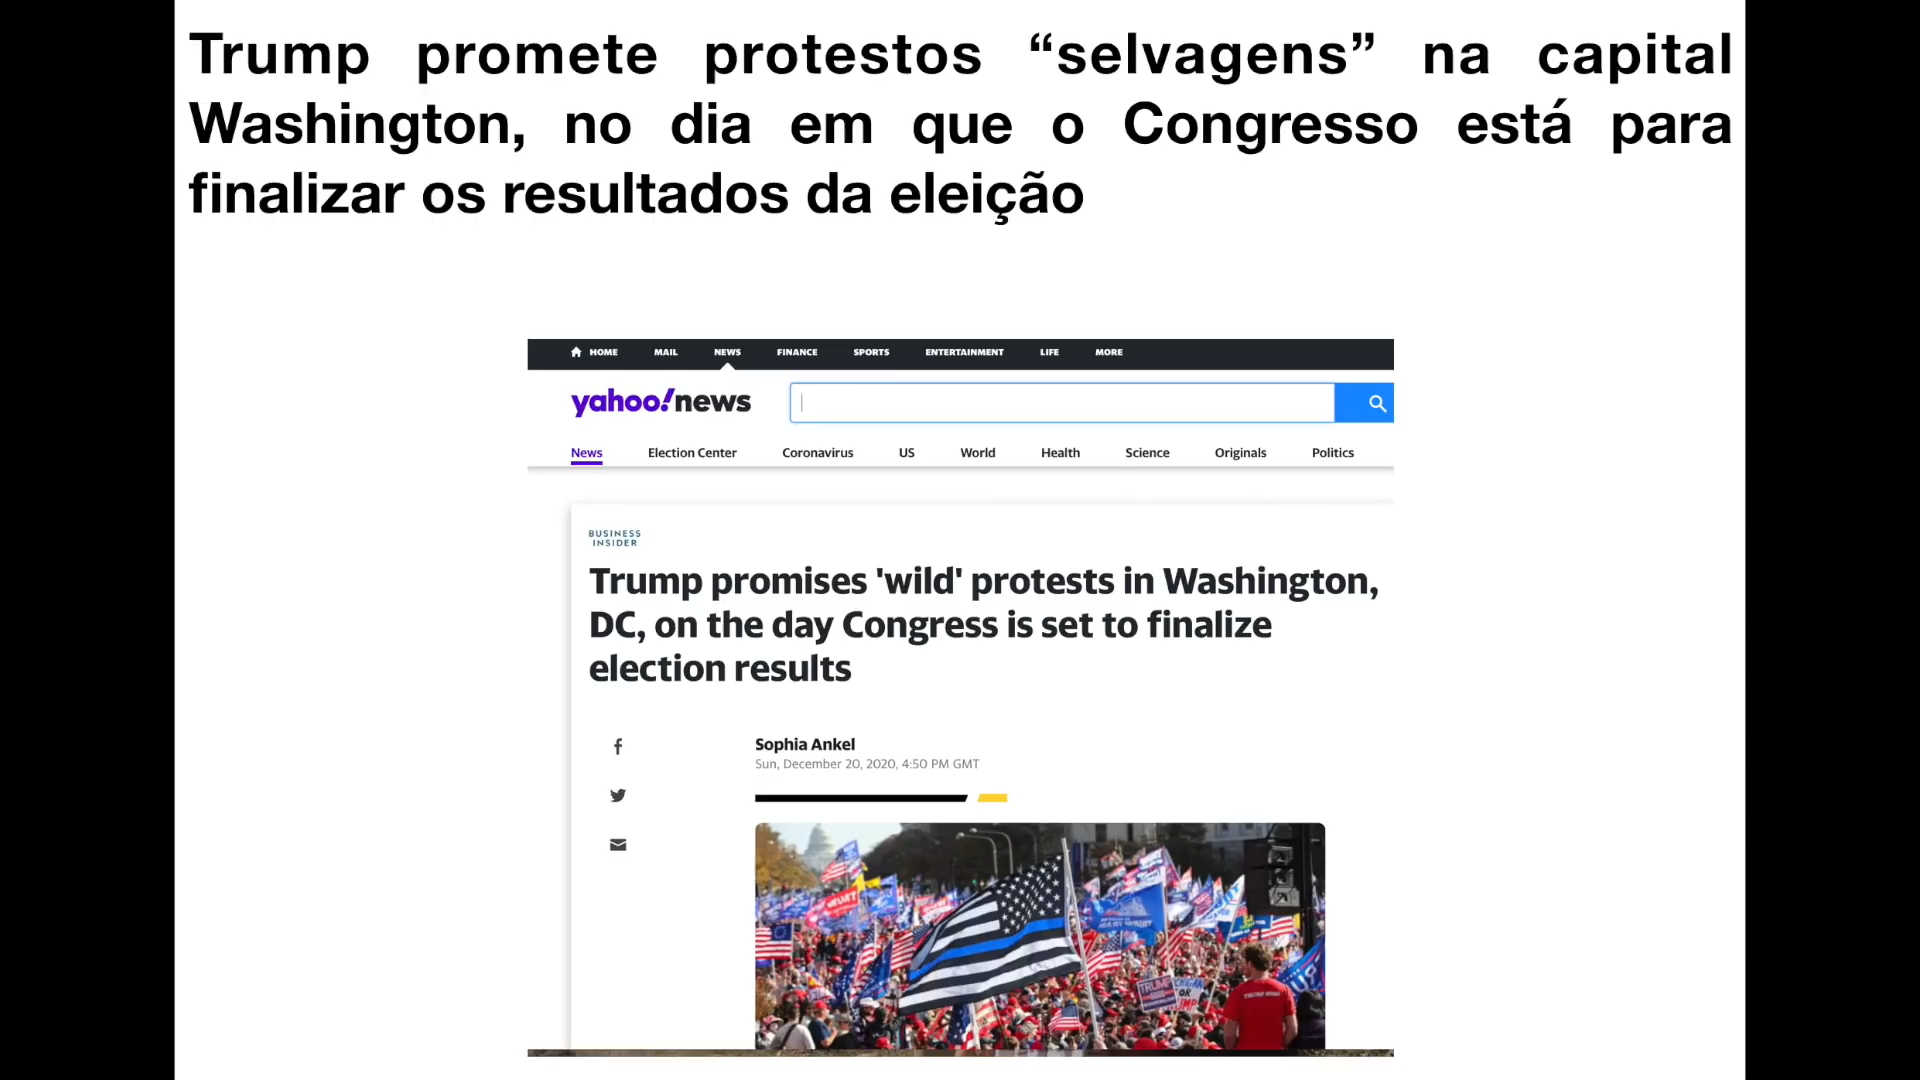 Trump promete protestos “selvagens” na capital
Washington, no dia em que o Congresso está para
finalizar os resultados da eleição
HOME MAIL NEWS FINANCE SPORTS ENTERTAINMENT LIFE MORE
yahoo!news
News Election Center Coronavirus US World Health Science Originals Politics
BUSINESS
INSIDER
Trump promises 'wild' protests in Washington,
DC, on the day Congress is set to finalize
election results
Sophia Ankel
Sun, December 20, 2020, 4:50 PM GMT
TRUMP